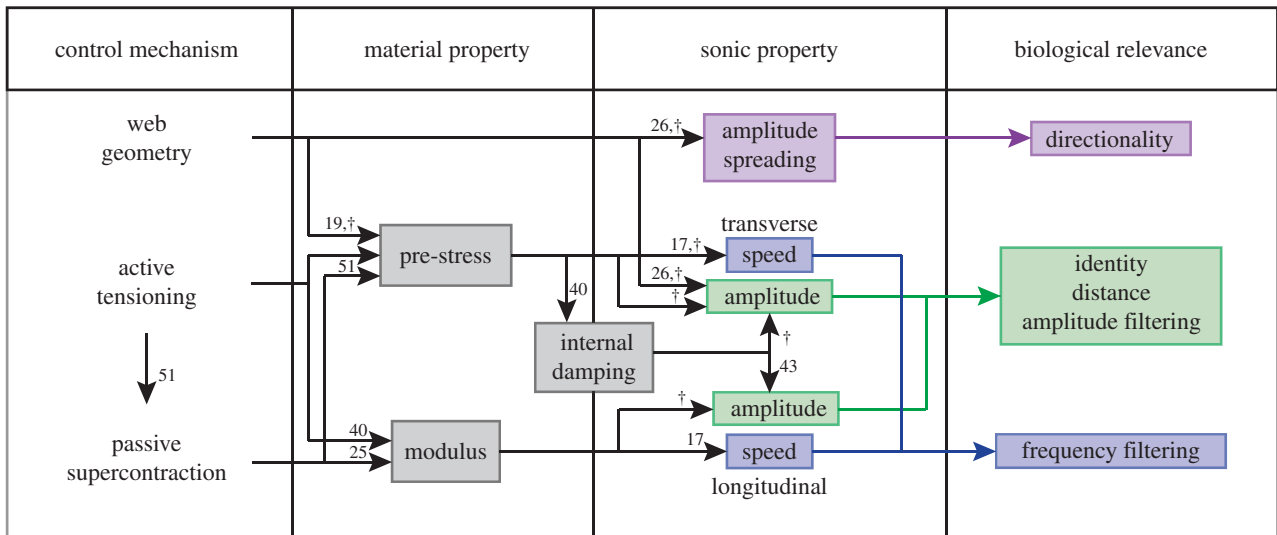 control mechanism
material property
sonic property
biological relevance
web
geometry
26,†
amplitude
spreading
directionality
19,†
active
tensioning
51
pre-stress
51
transverse
17,†
speed
26,†
†
amplitude
identity
distance
amplitude filtering
40
internal
damping
†
43
passive
supercontraction
40
25
modulus
†
amplitude
17
speed
longitudinal
frequency filtering